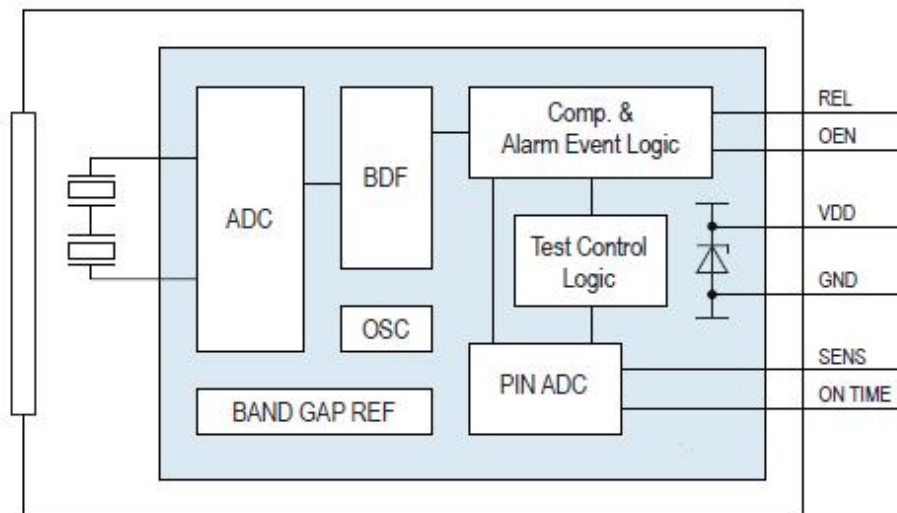 REL
Comp. &
Alarm Event Logic
OEN
BDF
ADC
VDD
Test Control
Logic
GND
OSC
SENS
PIN ADC
ON TIME
BAND GAP REF